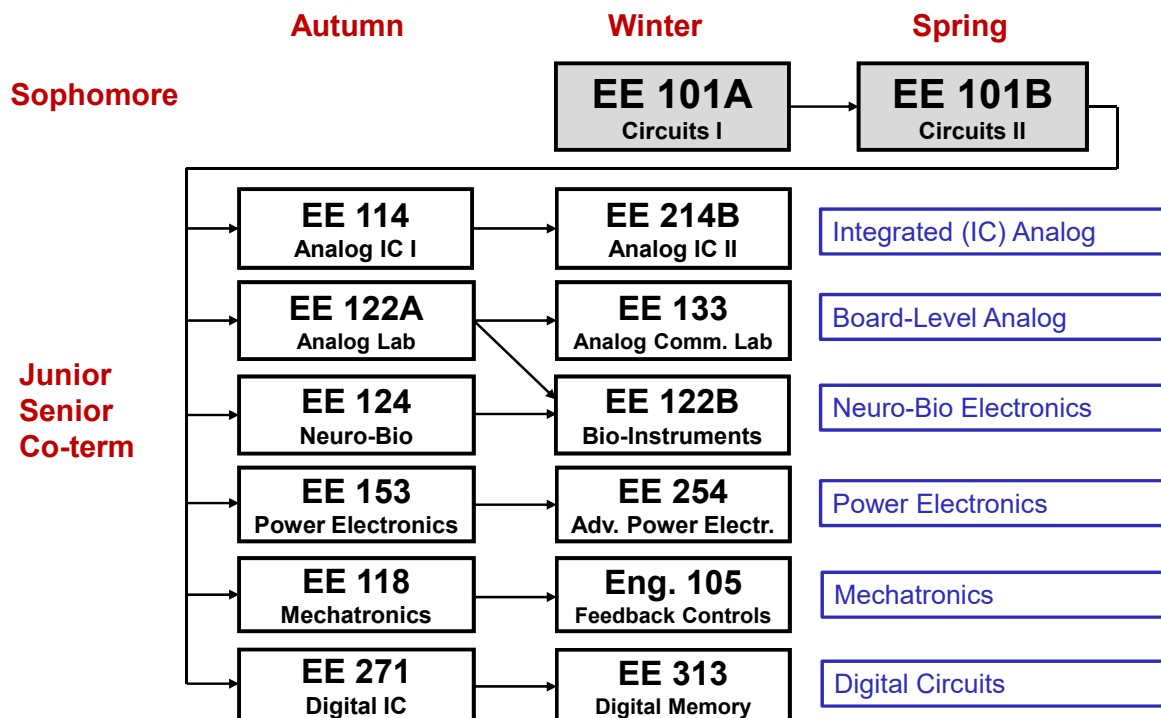 Autumn
Winter
Spring
Sophomore
EE 101A
Circuits I
EE 101B
Circuits II
EE 114
Analog IC I
EE 214B
Analog IC II
Integrated (IC) Analog
EE 122A
Analog Lab
EE 133
Analog Comm. Lab
Board-Level Analog
Junior
Senior
Co-term
EE 124
Neuro-Bio
EE 122B
Bio-Instruments
Neuro-Bio Electronics
EE 153
Power Electronics
EE 254
Adv. Power Electr.
Power Electronics
EE 118
Mechatronics
Eng. 105
Feedback Controls
Mechatronics
EE 271
Digital IC
EE 313
Digital Memory
Digital Circuits